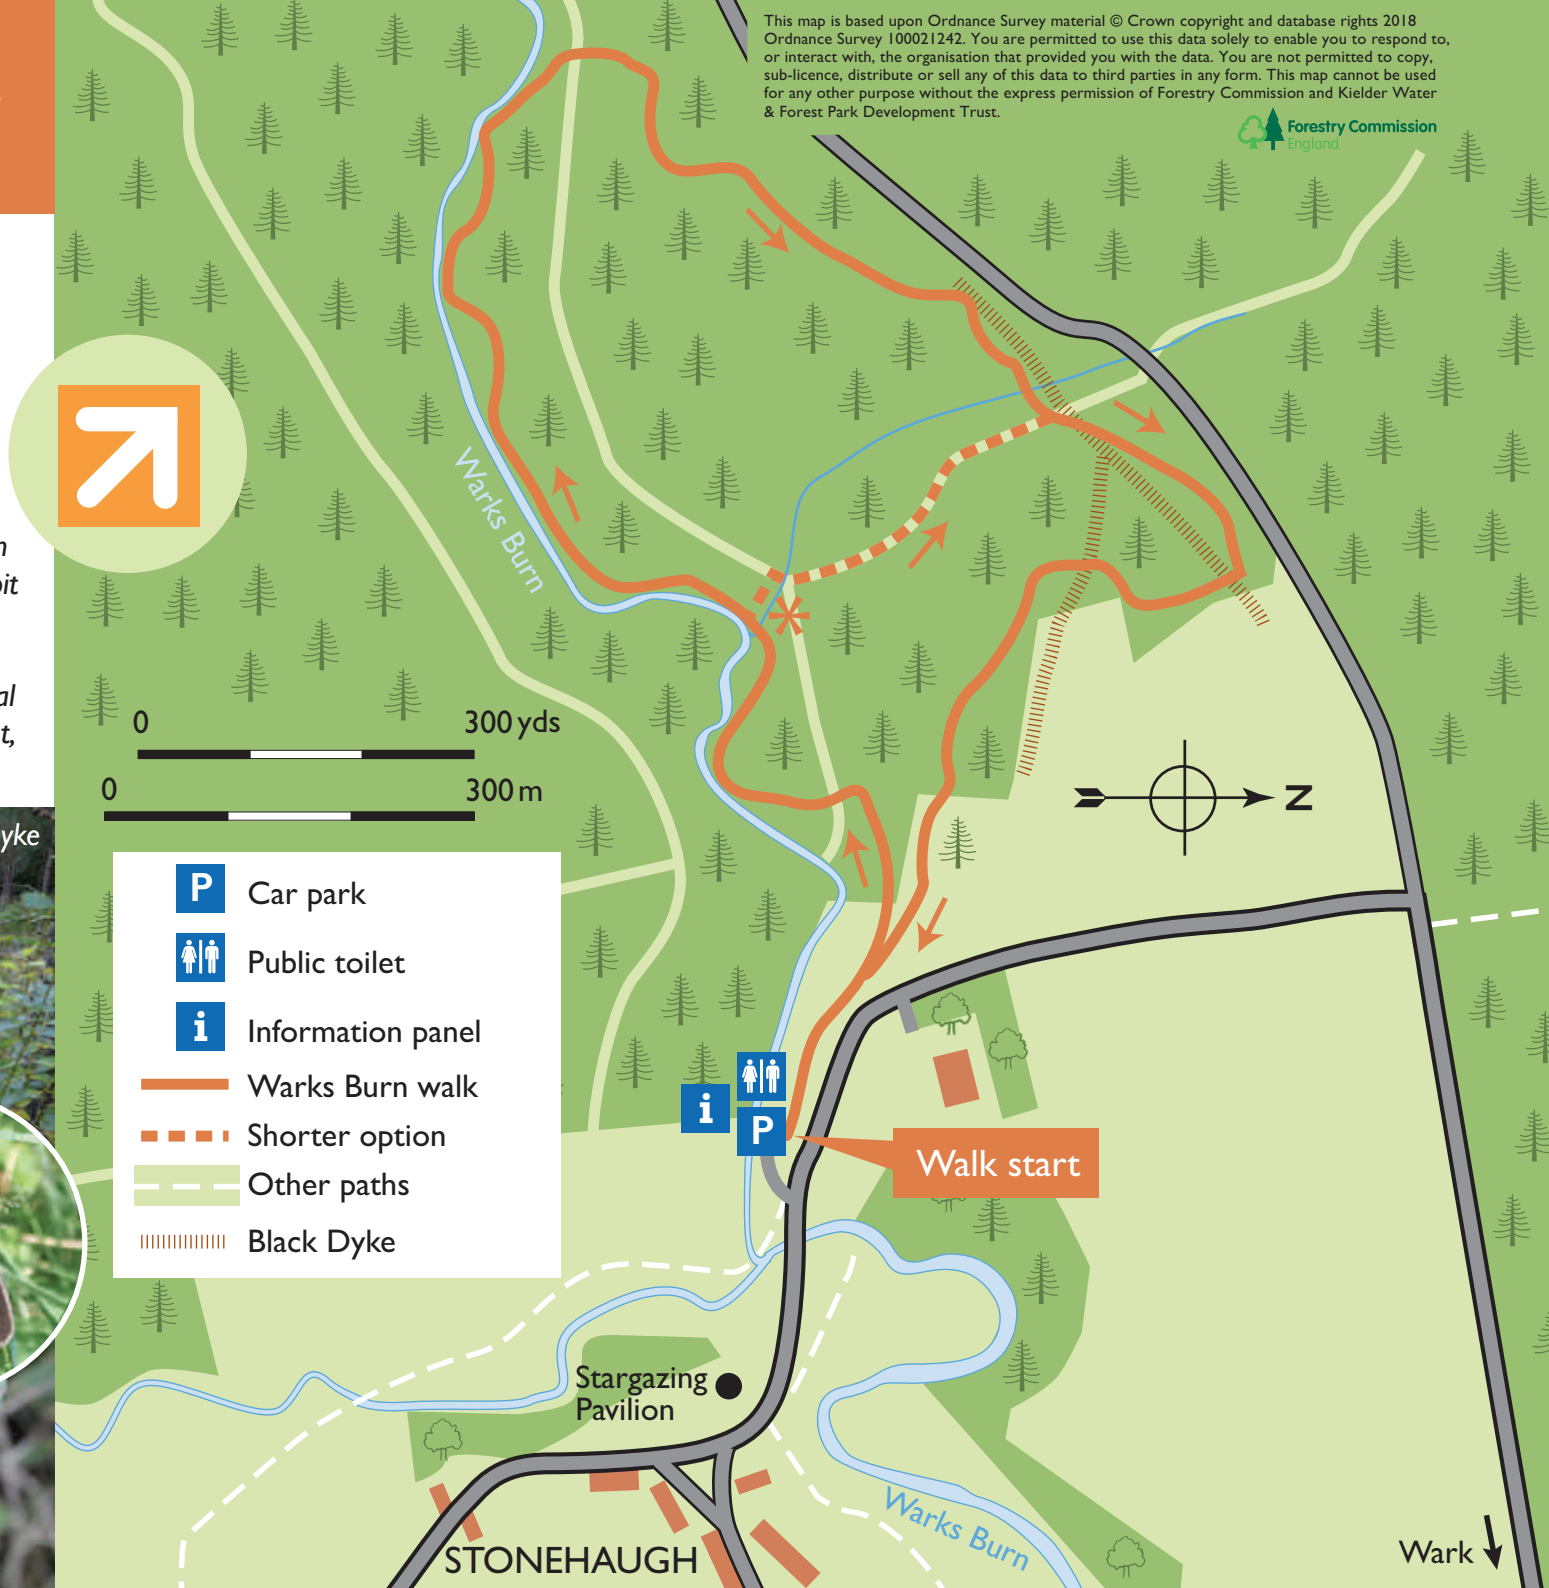 This map is based upon Ordnance Survey material © Crown copyright and database rights 2018
Ordnance Survey 100021242. You are permitted to use this data solely to enable you to respond to,
or interact with, the organisation that provided you with the data. You are not permitted to copy,
sub-licence, distribute or sell any of this data to third parties in any form. This map cannot be used
for any other purpose without the express permission of Forestry Commission and Kielder Water
& Forest Park Development Trust.
Forestry Commission
England
Warks Burn
0 300 yds
0 300 m
yke
N
P Car park
Public toilet
i Information panel
Warks Burn walk
Shorter option
Other paths
Black Dyke
i
P
Walk start
Stargazing
Pavilion
Warks Burn
STONEHAUGH
Wark